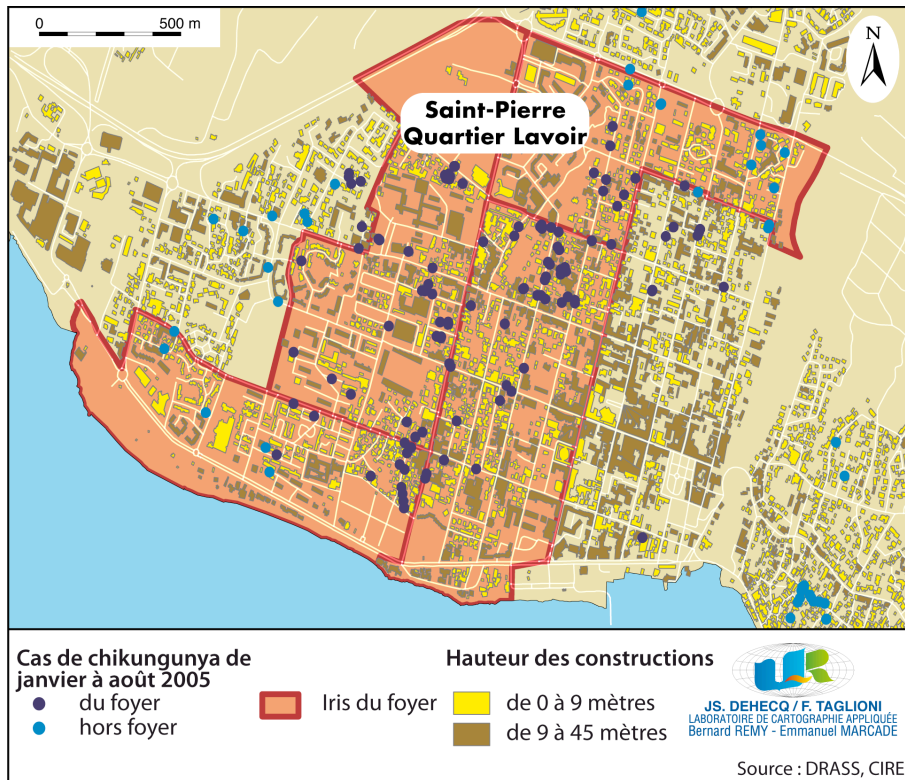 0 500 m
N
Saint-Pierre
Quartier Lavoir
Cas de chikungunya de
janvier à août 2005
du foyer
hors foyer
Iris du foyer
Hauteur des constructions
de 0 à 9 mètres
de 9 à 45 mètres
UR
JS. DEHECQ / F. TAGLIONI
LABORATOIRE DE CARTOGRAPHIE APPLIQUÉE
Bernard REMY - Emmanuel MARCADE
Source : DRASS, CIRE